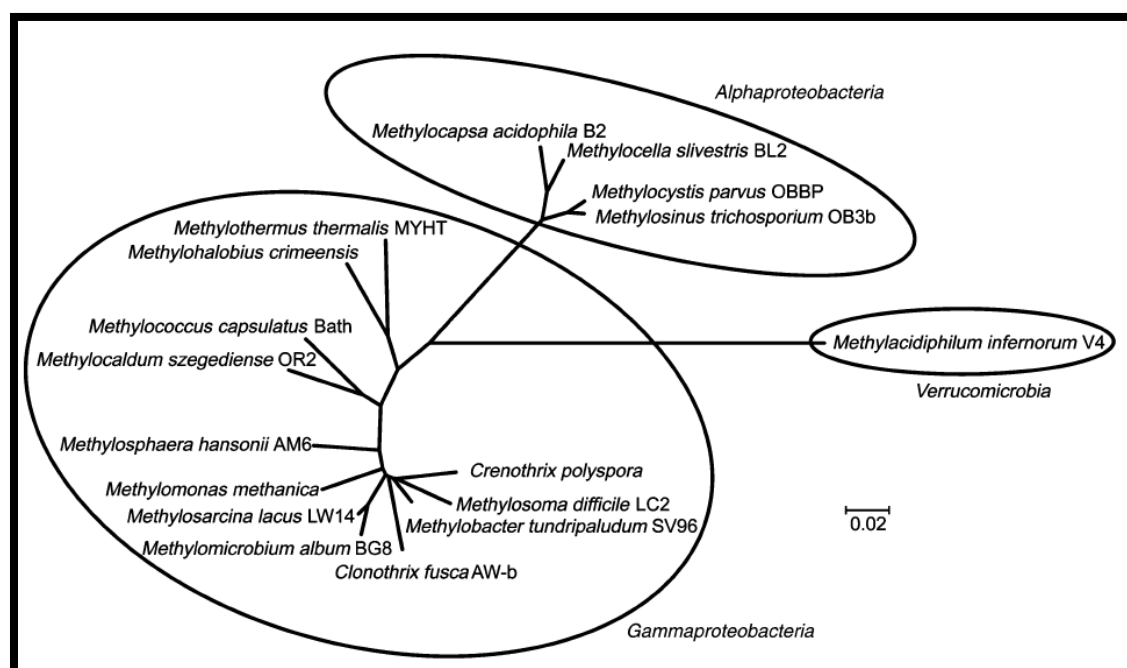 Alphaproteobacteria
Methylocapsa acidophila B2
Methylocella slivestris BL2
Methylocystis parvus OBBP
Methylosinus trichosporium OB3b
Methylothermus thermalis MYHT
Methylohalobius crimeensis
Methylococcus capsulatus Bath
Methylocaldum szegediense OR2
Methylacidiphilum infernorum V4
Verrucomicrobia
Methylosphaera hansonii AM6
Crenothrix polyspora
Methylomonas methanica
Methylosoma difficile LC2
Methylosarcina lacus LW14
Methylobacter tundripaludum SV96
0.02
Methylomicrobium album BG8
Clonothrix fusca AW-b
Gammaproteobacteria